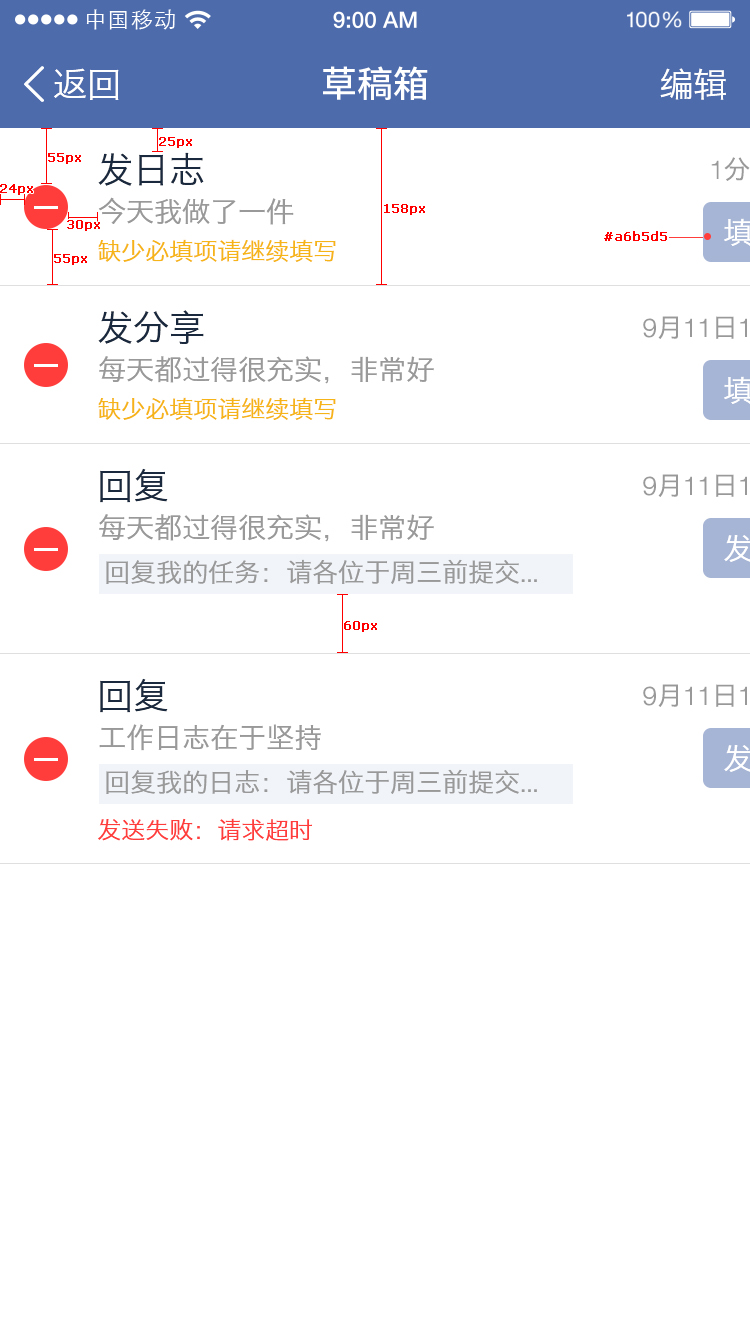 中国移动 9:00 AM 100%
返回 草稿箱 编辑
25px
55px
发日志 1分
24px
158px
今天我做了一件
30px
#a6b5d5 填
55px
缺少必填项请继续填写
发分享 9月11日1
每天都过得很充实，非常好
填
缺少必填项请继续填写
回复 9月11日1
每天都过得很充实，非常好
发
回复我的任务：请各位于周三前提交...
60px
回复 9月11日1
工作日志在于坚持
发
回复我的日志：请各位于周三前提交...
发送失败：请求超时